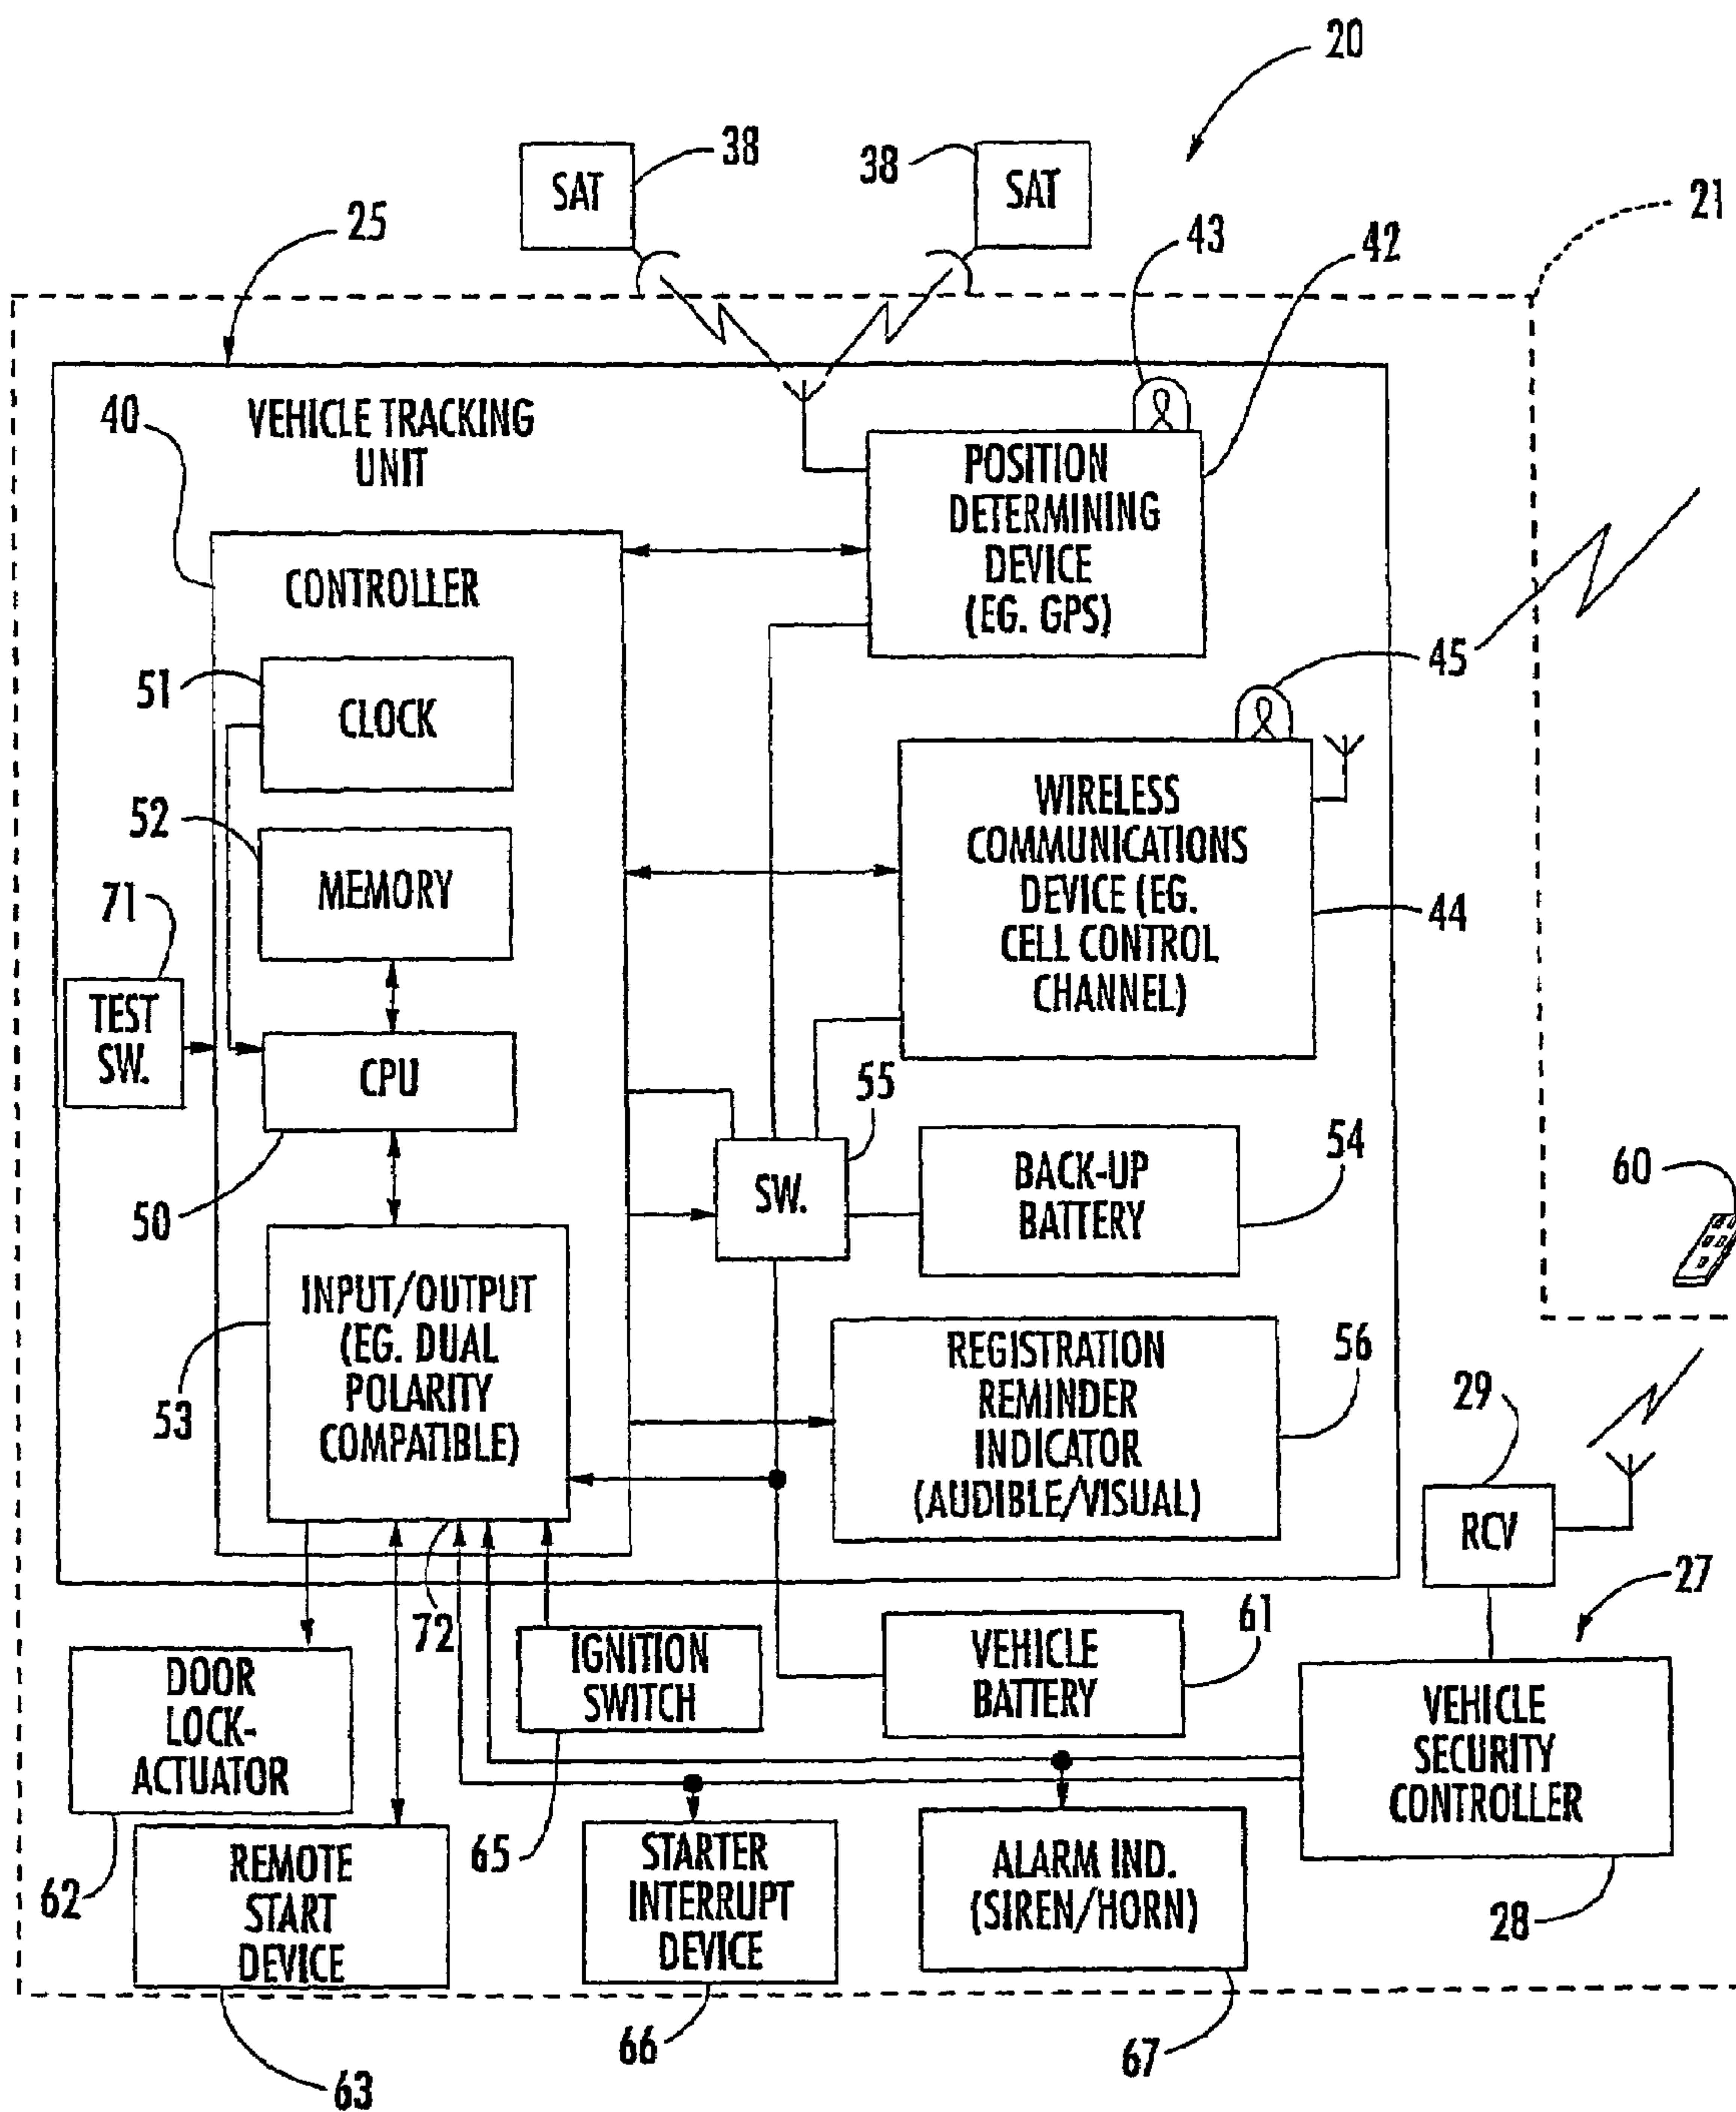 20
SAT
38
38
SAT
21
25
43
42
40
VEHICLE TRACKING
UNIT
POSITION
DETERMINING
DEVICE
(EG. GPS)
CONTROLLER
45
51
CLOCK
52
MEMORY
WIRELESS
COMMUNICATIONS
DEVICE (EG.
CELL CONTROL
CHANNEL)
44
71
TEST
SW.
CPU
50
55
SW.
BACK-UP
BATTERY
54
60
INPUT/OUTPUT
(EG. DUAL
POLARITY
COMPATIBLE)
53
REGISTRATION
REMINDER
INDICATOR
(AUDIBLE/VISUAL)
56
29
RCV
27
72
IGNITION
SWITCH
65
VEHICLE
BATTERY
61
DOOR
LOCK-
ACTUATOR
62
VEHICLE
SECURITY
CONTROLLER
28
REMOTE
START
DEVICE
63
STARTER
INTERRUPT
DEVICE
66
ALARM IND.
(SIREN/HORN)
67